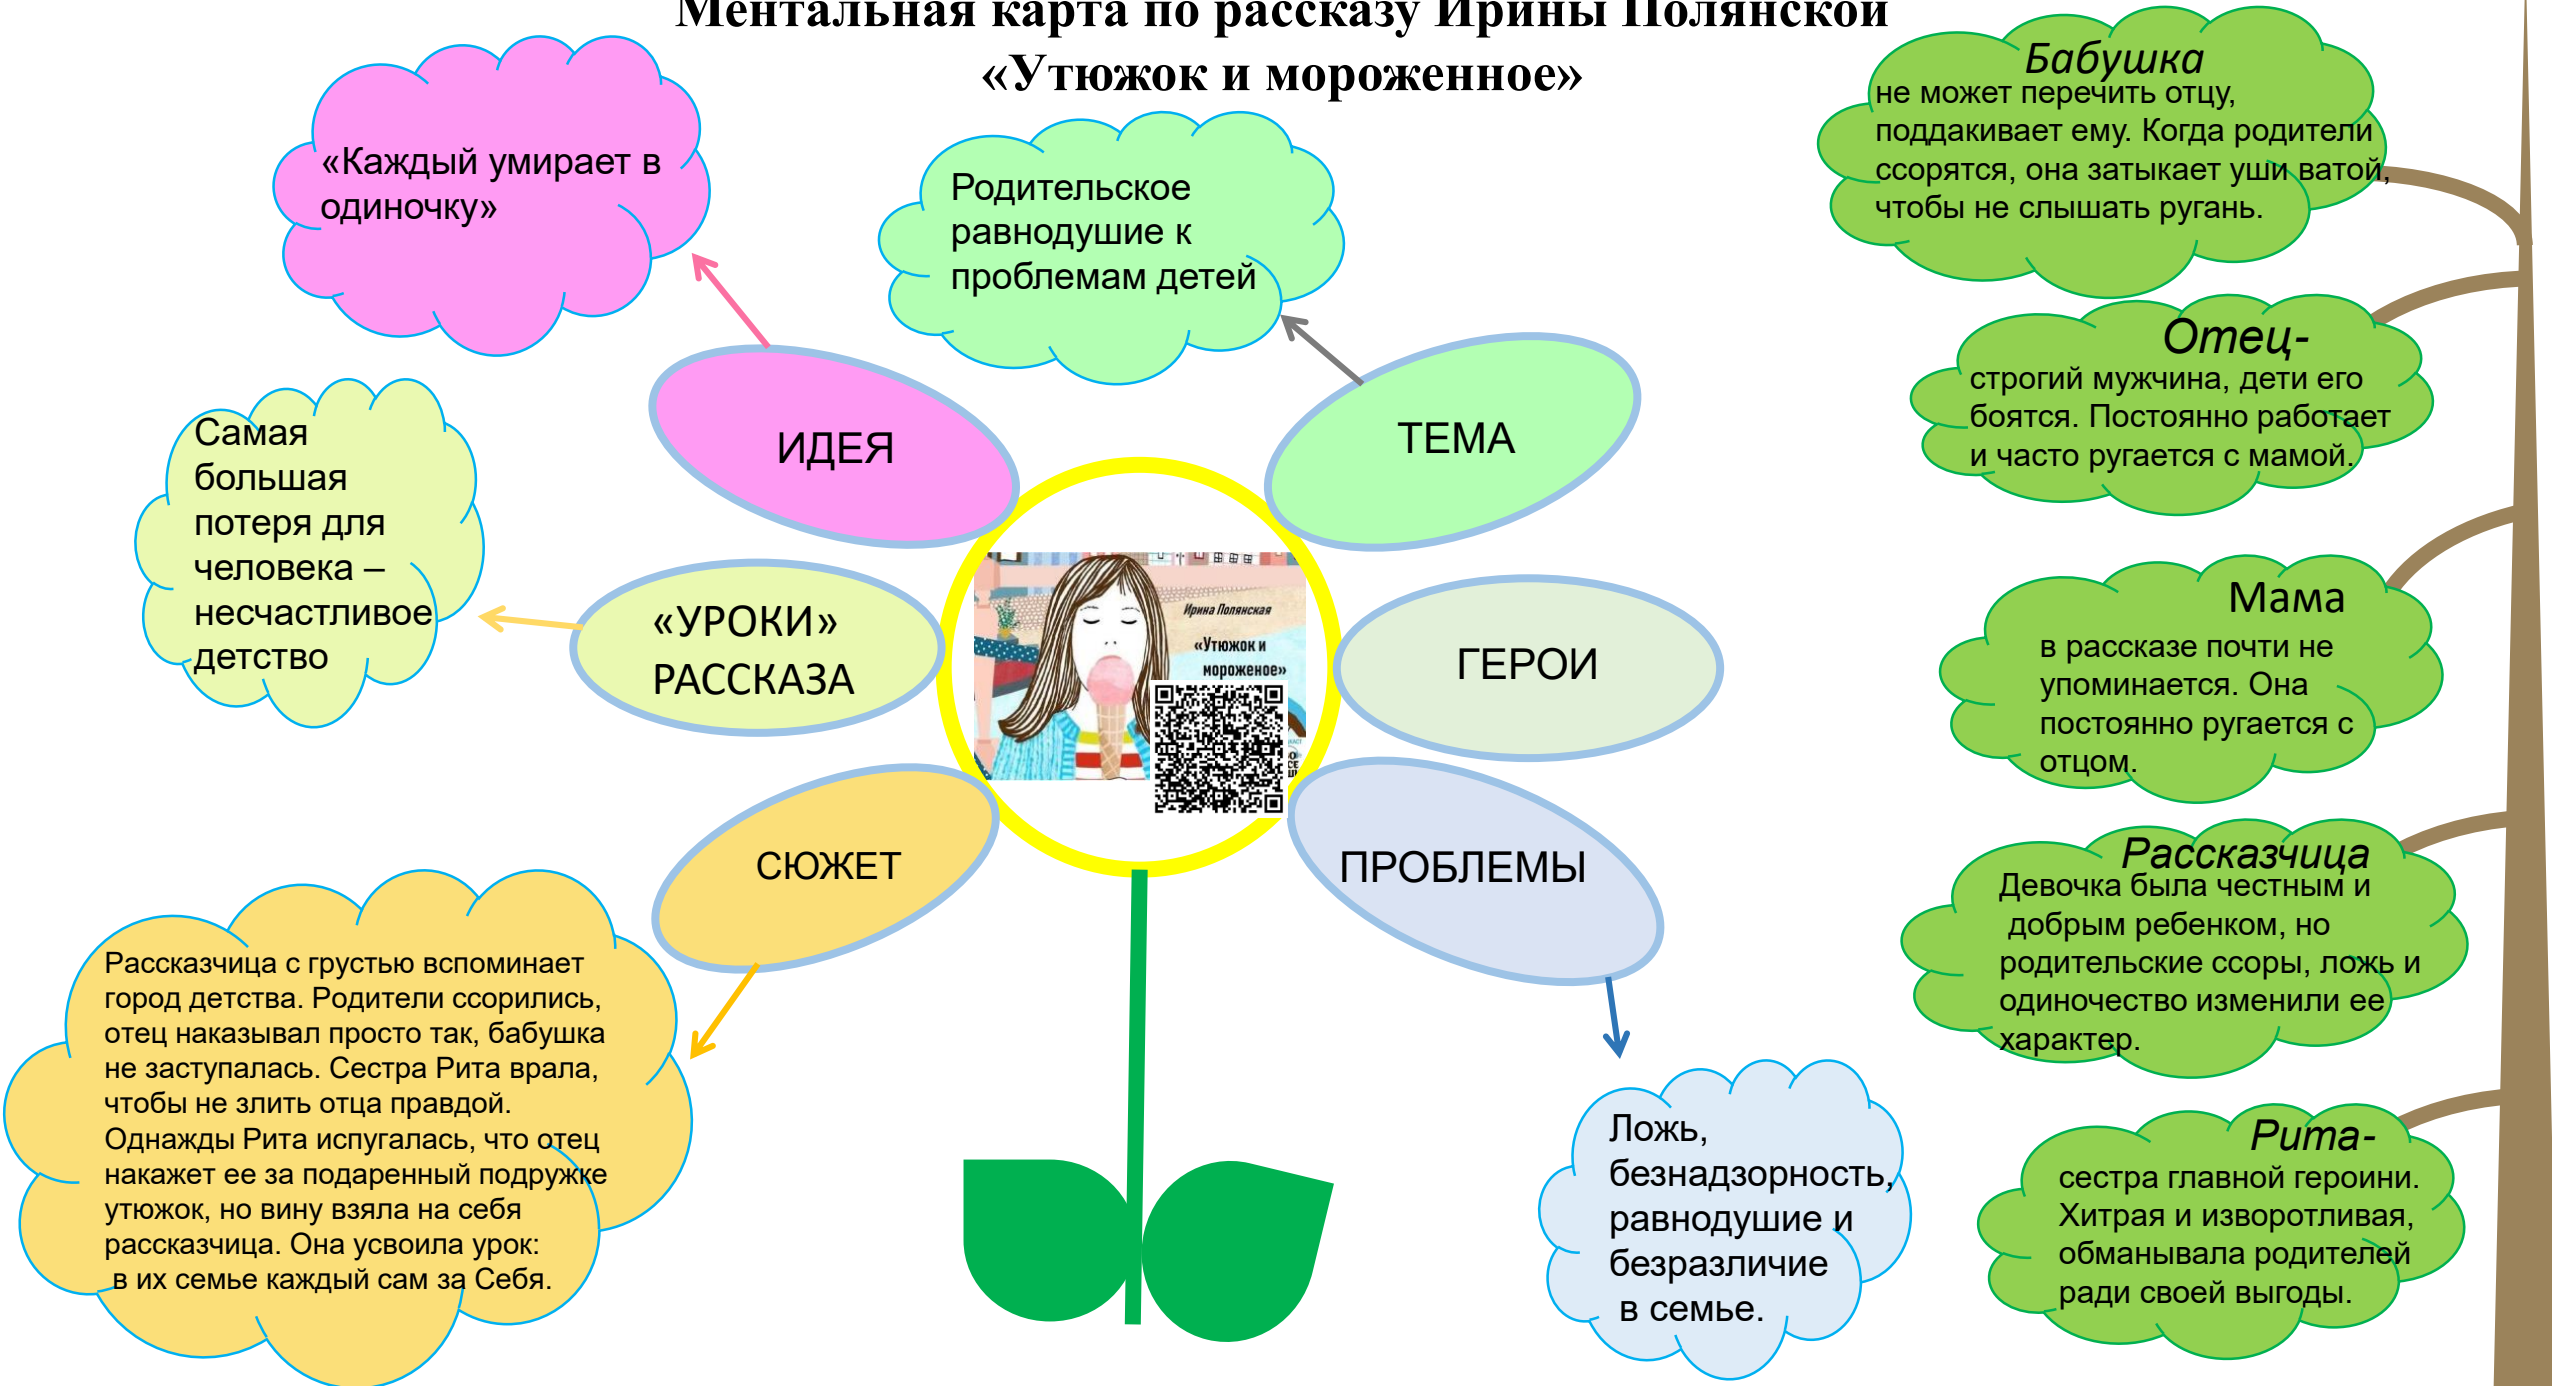 Ментальная карта по рассказу Ирины Полянской
«Утюжок и мороженное»
«Каждый умирает в
одиночку»
Родительское
равнодушие к
проблемам детей
ИДЕЯ
ТЕМА
Самая
большая
потеря для
человека –
несчастливое
детство
«УРОКИ»
РАССКАЗА
Ирина Полянская
«Утюжок и
мороженое»
ГЕРОИ
СЮЖЕТ
ПРОБЛЕМЫ
Рассказчица с грустью вспоминает
город детства. Родители ссорились,
отец наказывал просто так, бабушка
не заступалась. Сестра Рита врала,
чтобы не злить отца правдой.
Однажды Рита испугалась, что отец
накажет ее за подаренный подружке
утюжок, но вину взяла на себя
рассказчица. Она усвоила урок:
в их семье каждый сам за Себя.
Ложь,
безнадзорность,
равнодушие и
безразличие
в семье.
Бабушка
не может перечить отцу,
поддакивает ему. Когда родители
ссорятся, она затыкает уши ватой,
чтобы не слышать ругань.
Отец-
строгий мужчина, дети его
боятся. Постоянно работает
и часто ругается с мамой.
Мама
в рассказе почти не
упоминается. Она
постоянно ругается с
отцом.
Рассказчица
Девочка была честным и
добрым ребенком, но
родительские ссоры, ложь и
одиночество изменили ее
характер.
Рита-
сестра главной героини.
Хитрая и изворотливая,
обманывала родителей
ради своей выгоды.